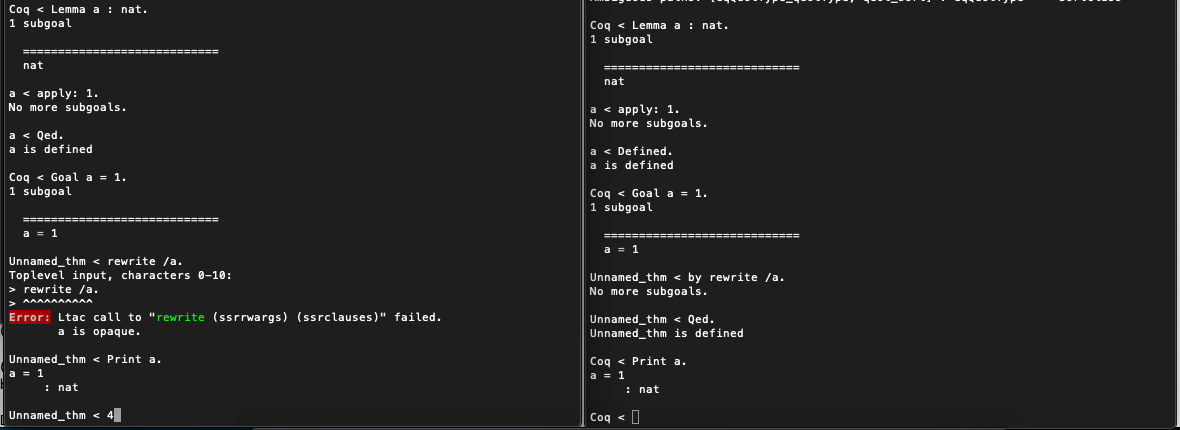 Coq < Lemma a : nat.
1 subgoal
============================
nat
a < apply: 1.
No more subgoals.
a < Qed.
a is defined
Coq < Goal a = 1.
1 subgoal
============================
a = 1
Unnamed_thm < rewrite /a.
Toplevel input, characters 0-10:
> rewrite /a.
> ^^^^^^^^^^
Error: Ltac call to "rewrite (ssrrwargs) (ssrclauses)" failed.
a is opaque.
Unnamed_thm < Print a.
a = 1
: nat
Unnamed_thm < 4
Coq < Lemma a : nat.
1 subgoal
============================
nat
a < apply: 1.
No more subgoals.
a < Defined.
a is defined
Coq < Goal a = 1.
1 subgoal
============================
a = 1
Unnamed_thm < by rewrite /a.
No more subgoals.
Unnamed_thm < Qed.
Unnamed_thm is defined
Coq < Print a.
a = 1
: nat
Coq <